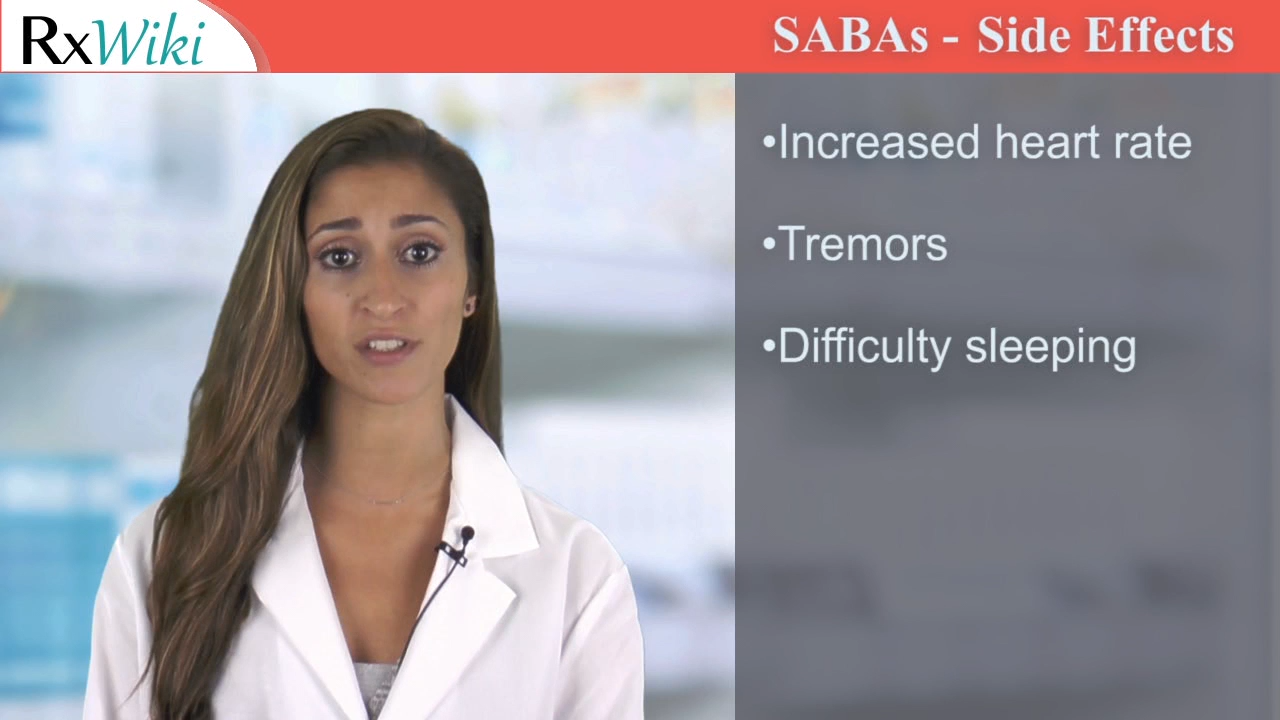 RxWiki
SABAs - Side Effects
•Increased heart rate
•Tremors
•Difficulty sleeping